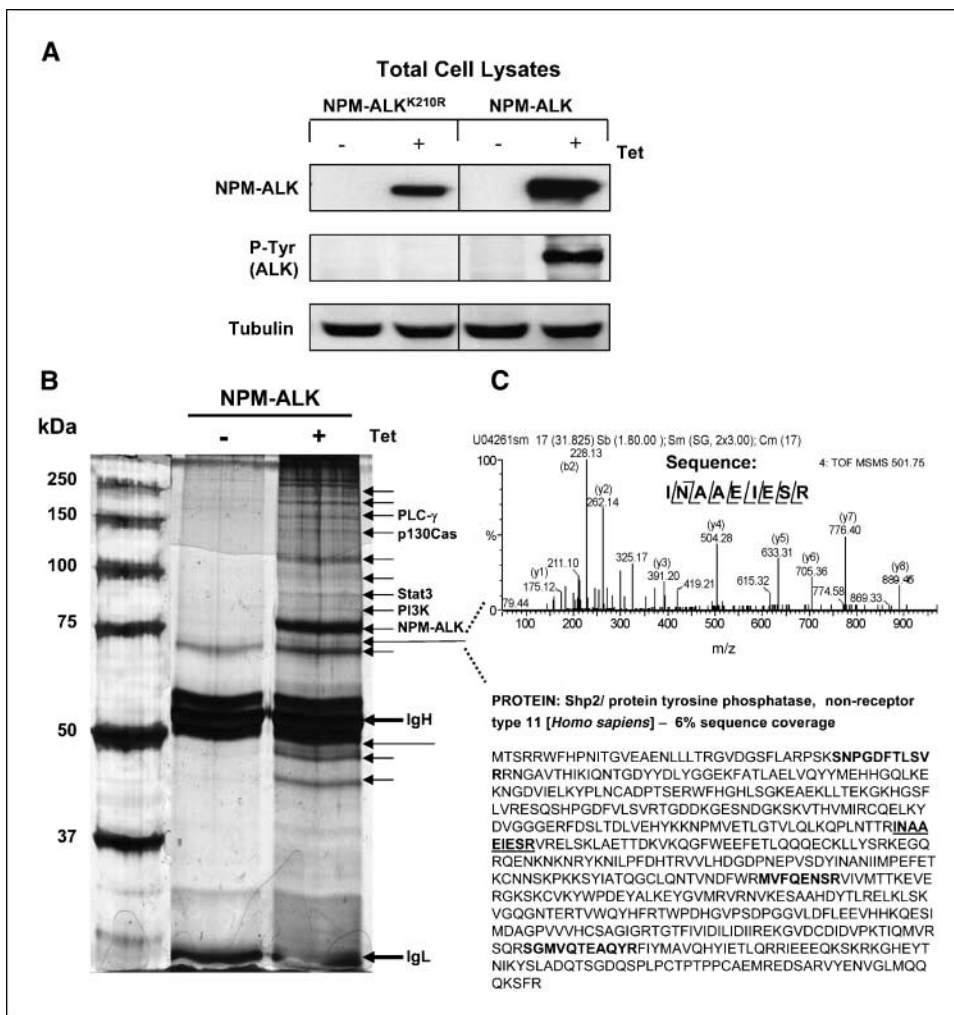 A
Total Cell Lysates
NPM-ALKK210R NPM-ALK
- + - + Tet
NPM-ALK
P-Tyr
(ALK)
Tubulin
B
NPM-ALK
kDa - + Tet
250
150
100
75
50
37
PLC-γ
p130Cas
Stat3
PI3K
NPM-ALK
IgH
IgL
C
U04261sm 17 (31.825) Sb (1.80.00 ); Sm (SG, 2x3.00); Cm (17)
228.13
100
(b2)
Sequence:
4: TOF MSMS 501.75
INAAEIESR
(y2)
262.14
(y7)
776.40
(y4)
504.28
(y5)
633.31
%
(y6)
705.36
(y8)
889.45
(y3)
391.20
325.17
211.10
(y1)
175.12
419.21
615.32
774.58
869.33
79.44
0
100 200 300 400 500 600 700 800 900
m/z
PROTEIN: Shp2/ protein tyrosine phosphatase, non-receptor
type 11 [Homo sapiens] – 6% sequence coverage
MTSRRWFHPNITGVEAENLLLTRGVDGSFLARPSKSNPGDFTLSV
RRNGAVTHIKIQNTGDYYDLYGGEKFATLAELVQYYMEHHGQLKE
KNGDVIELKYPLNCADPTSERWFHGHLSGKEAEKLLTEKGKHGSF
LVRESQSHPGDFVLSVRTGDDKGESNDGKSKVTHVMIRCQELKY
DVGGGERFDSLTDLVEHYKKNPMVETLGTVLQLKQPLNTTRINAA
EIESRVRELSKLAETTDKVKQGFWEEFETLQQQECKLLYSRKEGQ
RQENKNKNRYKNILPFDHTRVVLHDGDPNEPVSDYINANIIMPEFET
KCNNSKPKKSYIATQGCLQNTVNDFWRMVFQENSRVIVMTTKEVE
RGKSKCVKYWPDEYALKEYGVMRVRNVKESAAHDYTLRELKLSK
VGQGNTERTVWQYHFRTWPDHGVPSDPGGVLDFLEEVHHKQESI
MDAGPVVVHCSAGIGRTGTFIVIDILIDIIREKGVDCDIDVPKTIQMVR
SQRSGMVQTEAQYRFIYMAVQHYIETLQRRIEEEQKSKRKGHEYT
NIKYSLADQTSGDQSPLPCTPTPPCAEMREDSARVYENVGLMQQ
QKSFR